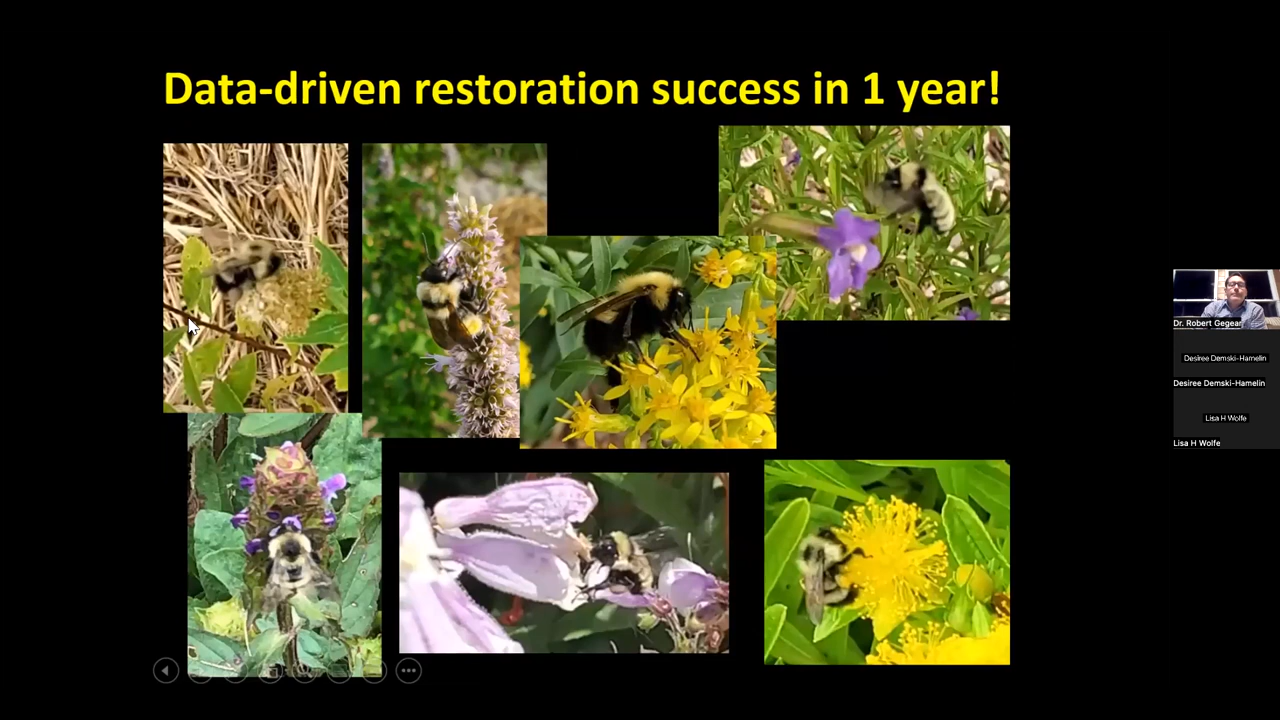 Data-driven restoration success in 1 year!
Dr. Robert Gegear
Desiree Demski-Hamelin
Desiree Demski-Hamelin
Lisa H Wolfe
Lisa H Wolfe